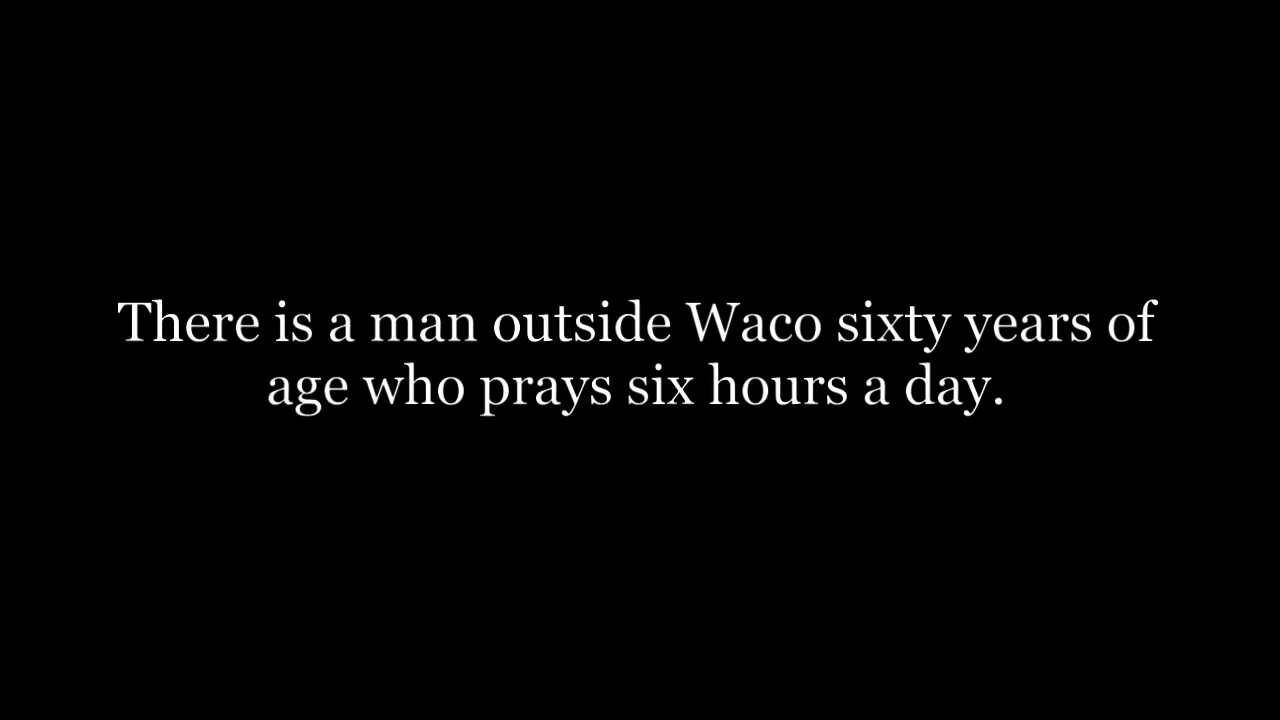 There is a man outside Waco sixty years of
age who prays six hours a day.